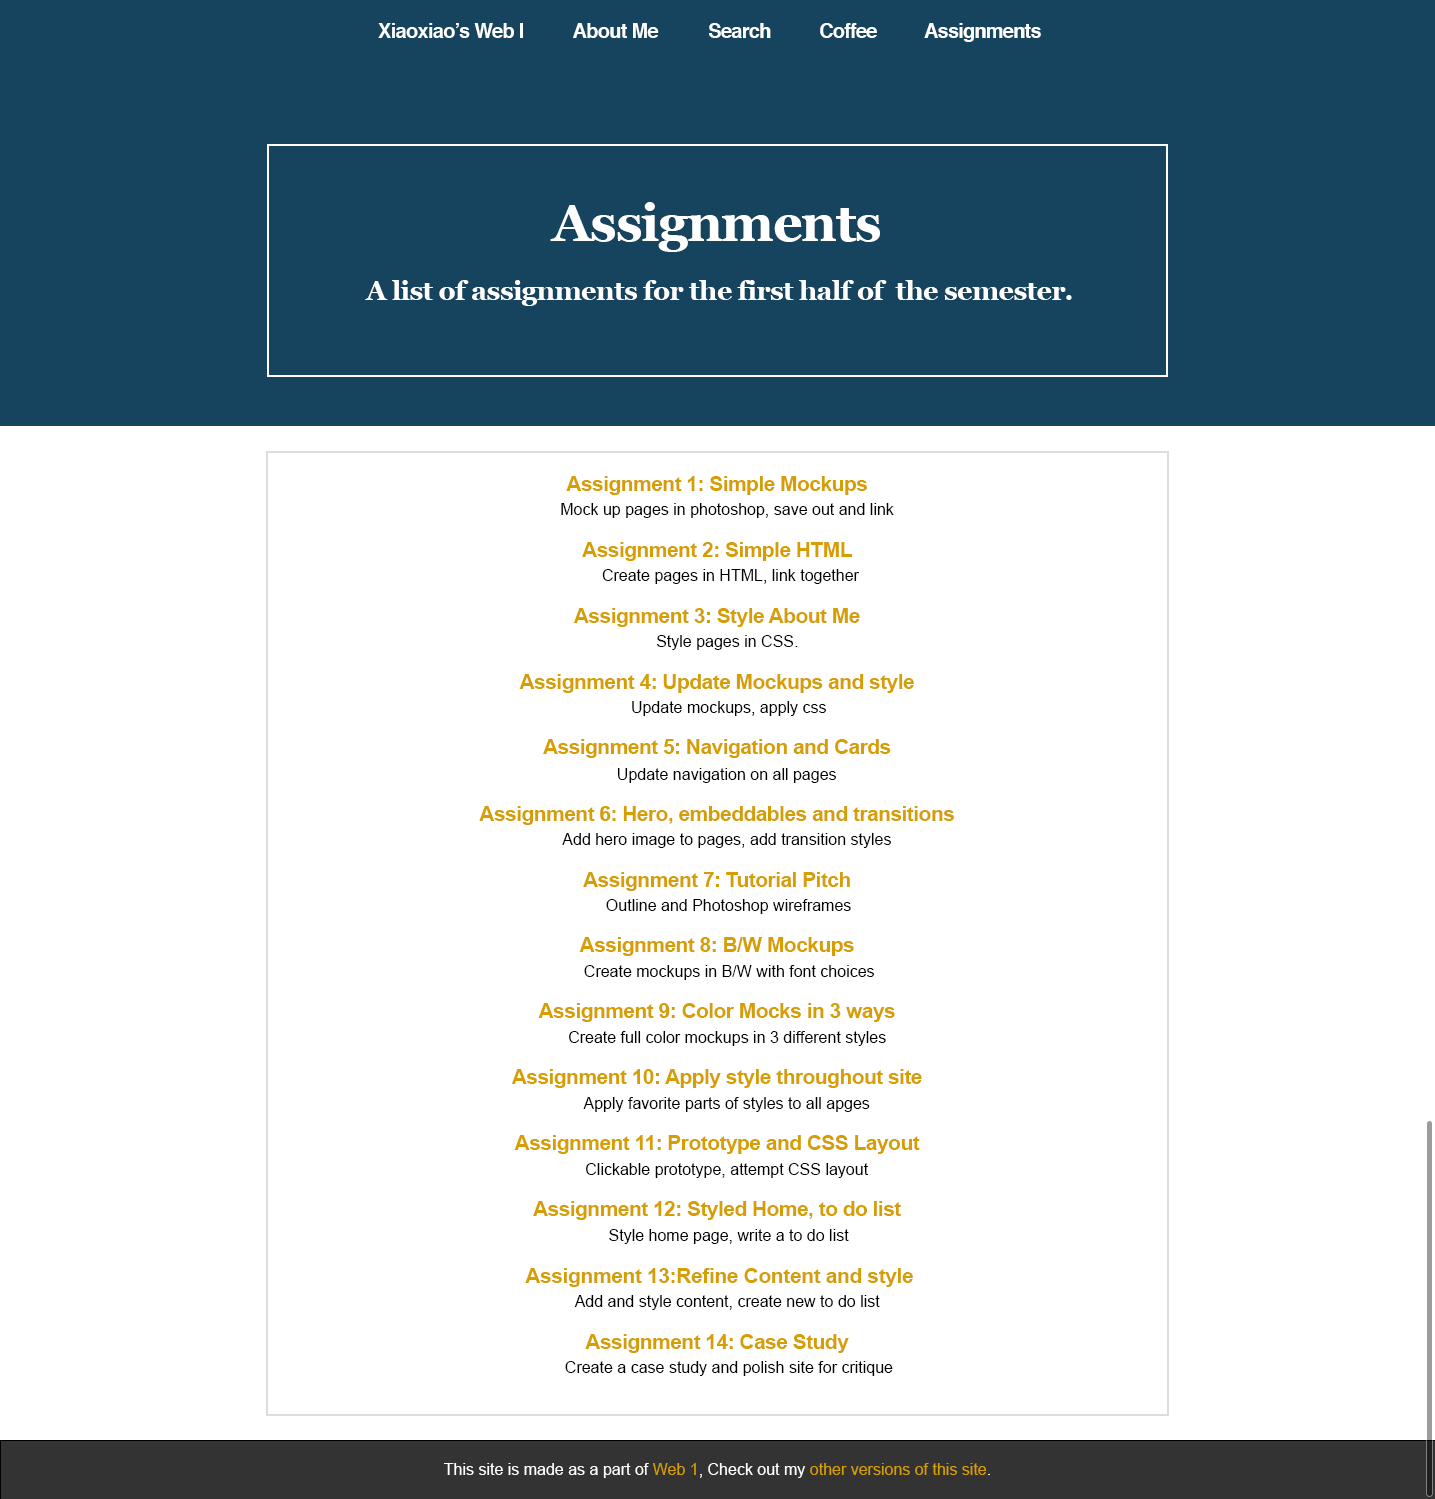 Xiaoxiao’s Web I About Me Search Coffee Assignments
Assignments
A list of assignments for the first half of  the semester.
Assignment 1: Simple Mockups
Mock up pages in photoshop, save out and link
Assignment 2: Simple HTML
Create pages in HTML, link together
Assignment 3: Style About Me
Style pages in CSS.
Assignment 4: Update Mockups and style
Update mockups, apply css
Assignment 5: Navigation and Cards
Update navigation on all pages
Assignment 6: Hero, embeddables and transitions
Add hero image to pages, add transition styles
Assignment 7: Tutorial Pitch
Outline and Photoshop wireframes
Assignment 8: B/W Mockups
Create mockups in B/W with font choices
Assignment 9: Color Mocks in 3 ways
Create full color mockups in 3 different styles
Assignment 10: Apply style throughout site
Apply favorite parts of styles to all apges
Assignment 11: Prototype and CSS Layout
Clickable prototype, attempt CSS layout
Assignment 12: Styled Home, to do list
Style home page, write a to do list
Assignment 13:Refine Content and style
Add and style content, create new to do list
Assignment 14: Case Study
Create a case study and polish site for critique
This site is made as a part of Web 1, Check out my other versions of this site.